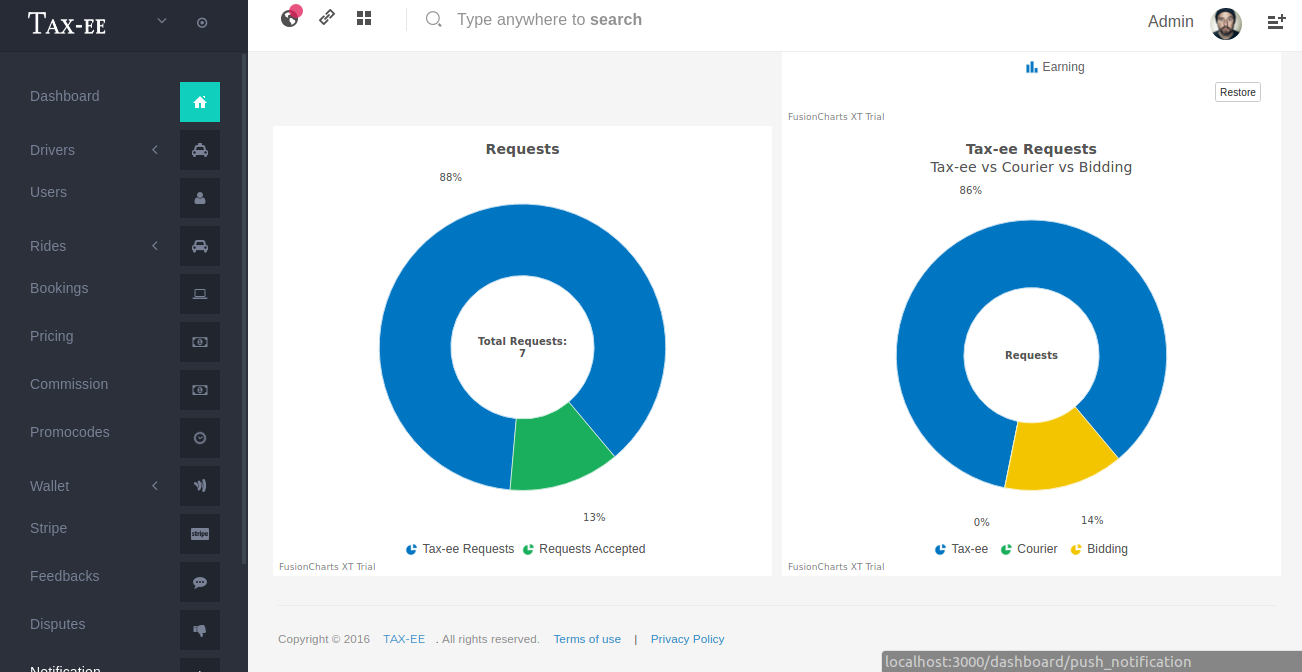 TAX-EE
Type anywhere to search
Admin
Dashboard
Drivers
Users
Rides
Bookings
Pricing
Commission
Promocodes
Wallet
Stripe
stripe
Feedbacks
Disputes
Notification
Earning
Restore
FusionCharts XT Trial
Requests
88%
Total Requests:
7
13%
Tax-ee Requests Requests Accepted
FusionCharts XT Trial
Tax-ee Requests
Tax-ee vs Courier vs Bidding
86%
Requests
0% 14%
Tax-ee Courier Bidding
FusionCharts XT Trial
Copyright © 2016 TAX-EE . All rights reserved. Terms of use | Privacy Policy
localhost:3000/dashboard/push_notification